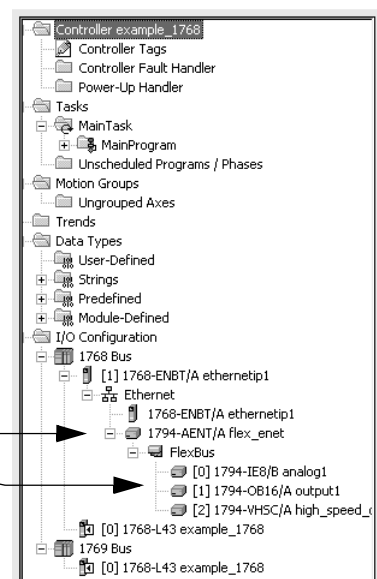 Controller example_1768
Controller Tags
Controller Fault Handler
Power-Up Handler
Tasks
MainTask
MainProgram
Unscheduled Programs / Phases
Motion Groups
Ungrouped Axes
Trends
Data Types
User-Defined
Strings
Predefined
Module-Defined
I/O Configuration
1768 Bus
[1] 1768-ENBT/A ethernetip1
Ethernet
1768-ENBT/A ethernetip1
1794-AENT/A flex_enet
FlexBus
[0] 1794-IE8/B analog1
[1] 1794-OB16/A output1
[2] 1794-VHSC/A high_speed_
[0] 1768-L43 example_1768
1769 Bus
[0] 1768-L43 example_1768